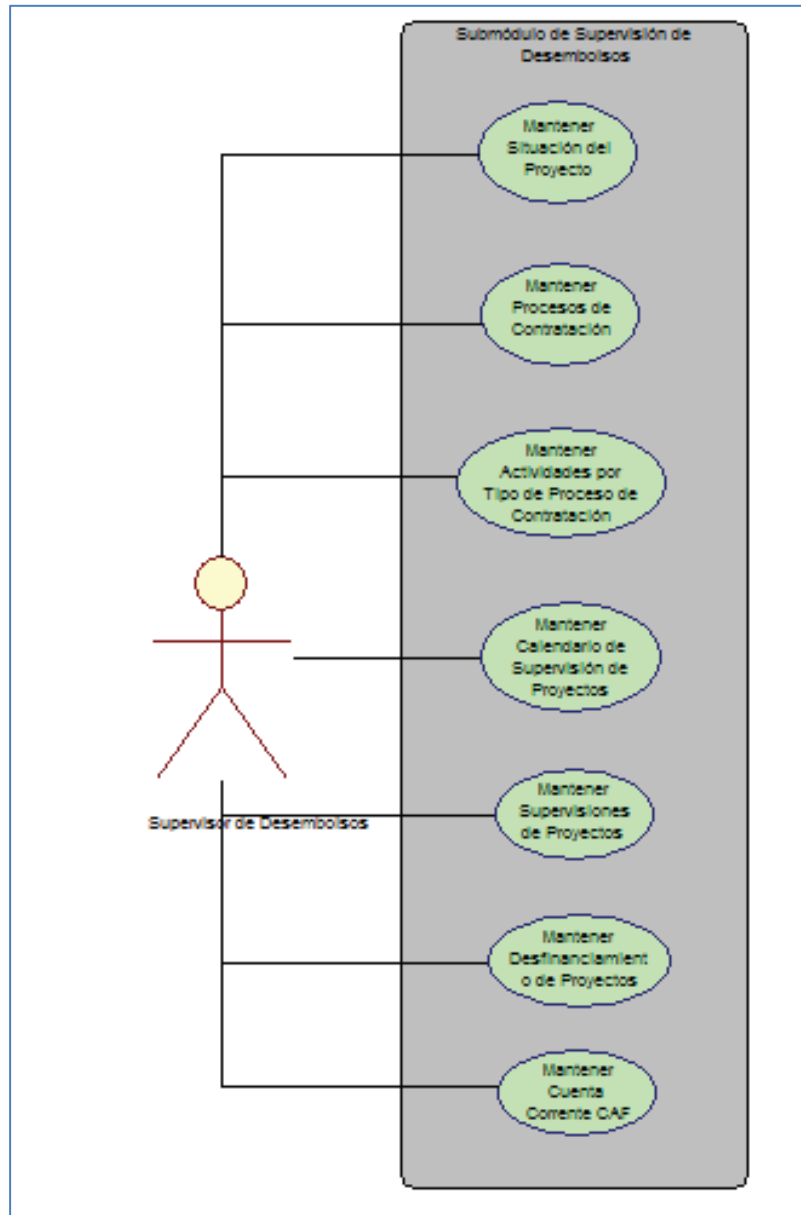 Submódulo de Supervisión de
Desembolsos
Mantener
Situación del
Proyecto
Mantener
Procesos de
Contratación
Mantener
Actividades por
Tipo de Proceso de
Contratación
Mantener
Calendario de
Supervisión de
Proyectos
Mantener
Supervisiones
de Proyectos
Supervisor de Desembolsos
Mantener
Desfinanciamient
o de Proyectos
Mantener
Cuenta
Corriente CAF